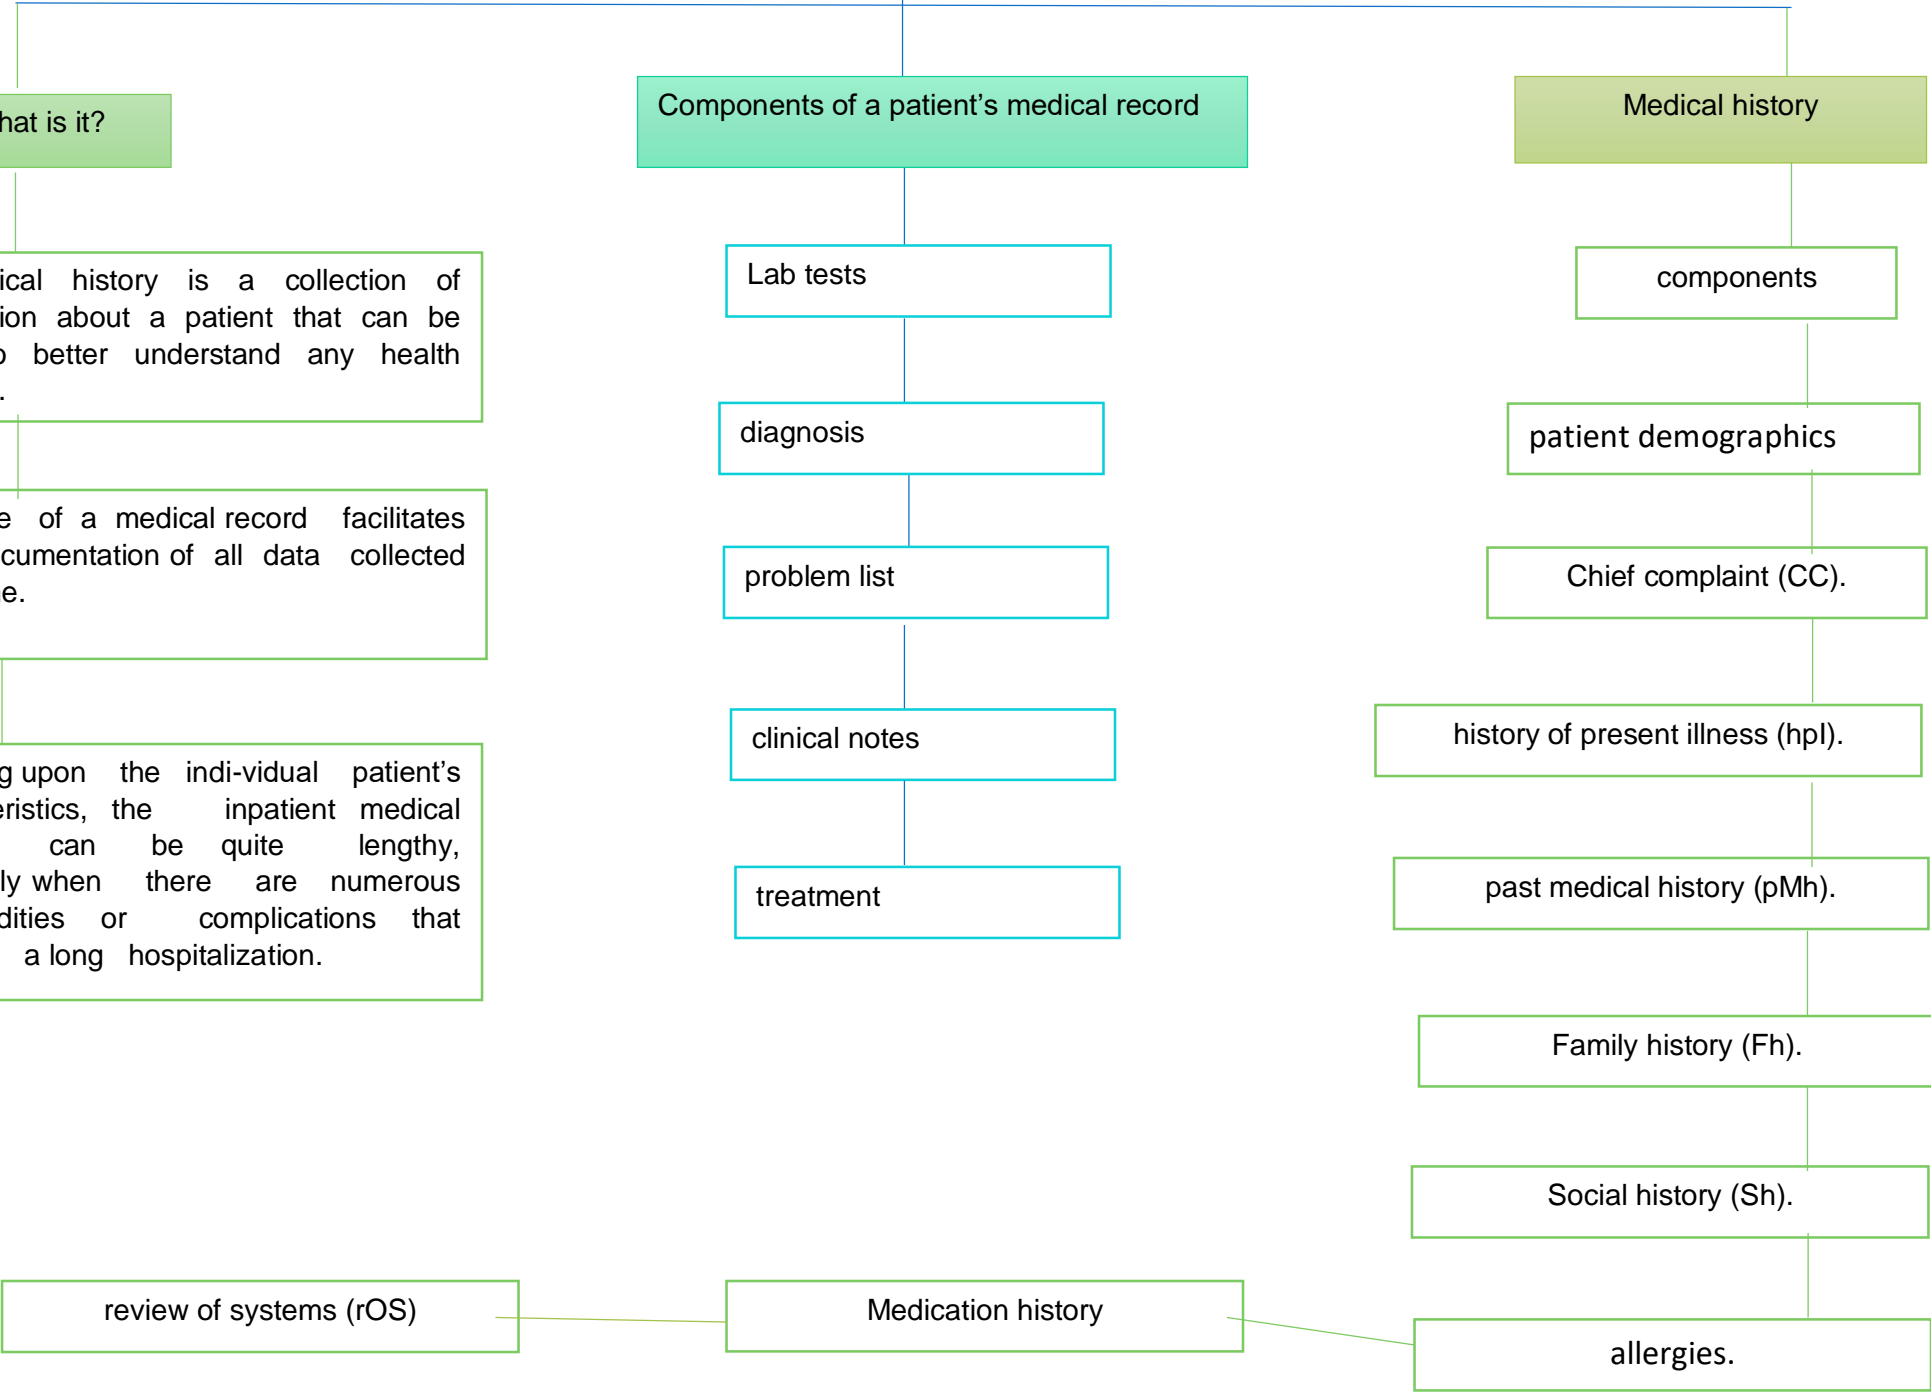 hat is it?
ical history is a collection of
ion about a patient that can be
better understand any health
.
of a medical record facilitates
cumentation of all data collected
e.
g upon the indi-vidual patient's
eristics, the inpatient medical
can be quite lengthy,
ly when there are numerous
dities or complications that
a long hospitalization.
Components of a patient's medical record
Lab tests
diagnosis
problem list
clinical notes
treatment
Medical history
components
patient demographics
Chief complaint (CC).
history of present illness (hpI).
past medical history (pMh).
Family history (Fh).
Social history (Sh).
allergies.
Medication history
review of systems (rOS)